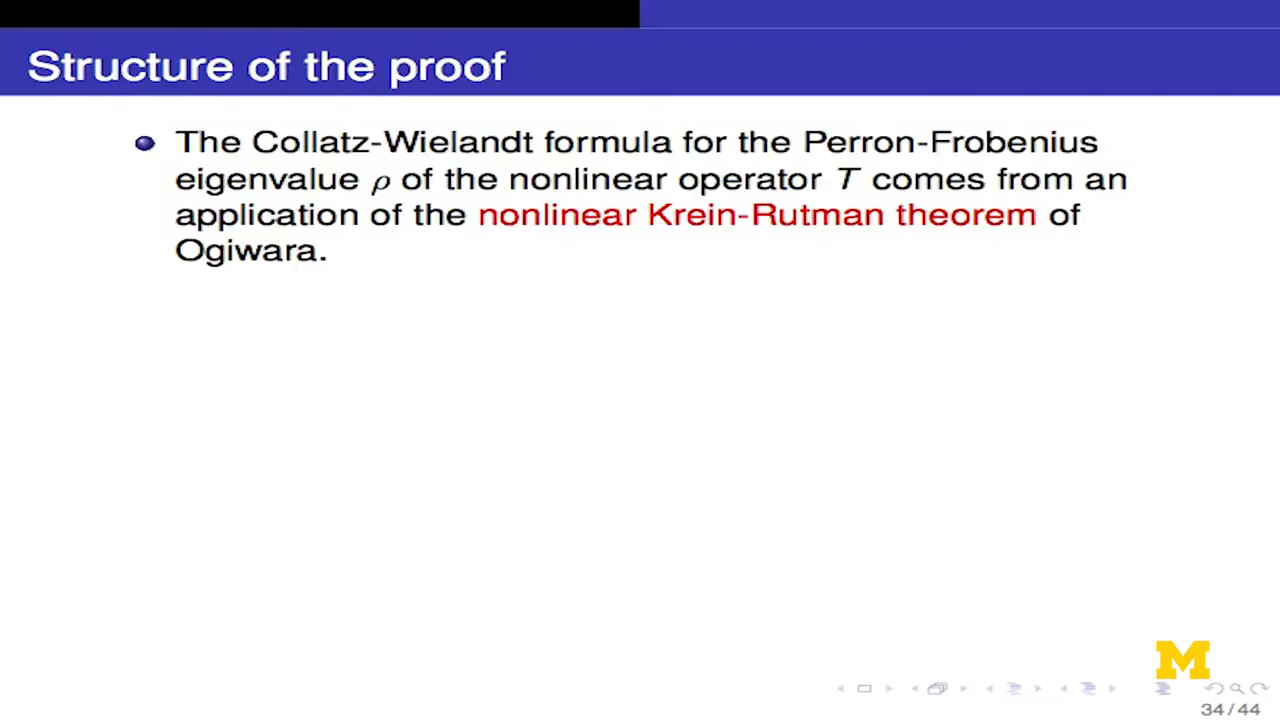 Structure of the proof
The Collatz-Wielandt formula for the Perron-Frobenius
eigenvalue ρ of the nonlinear operator T comes from an
application of the nonlinear Krein-Rutman theorem of
Ogiwara.
M
34 / 44